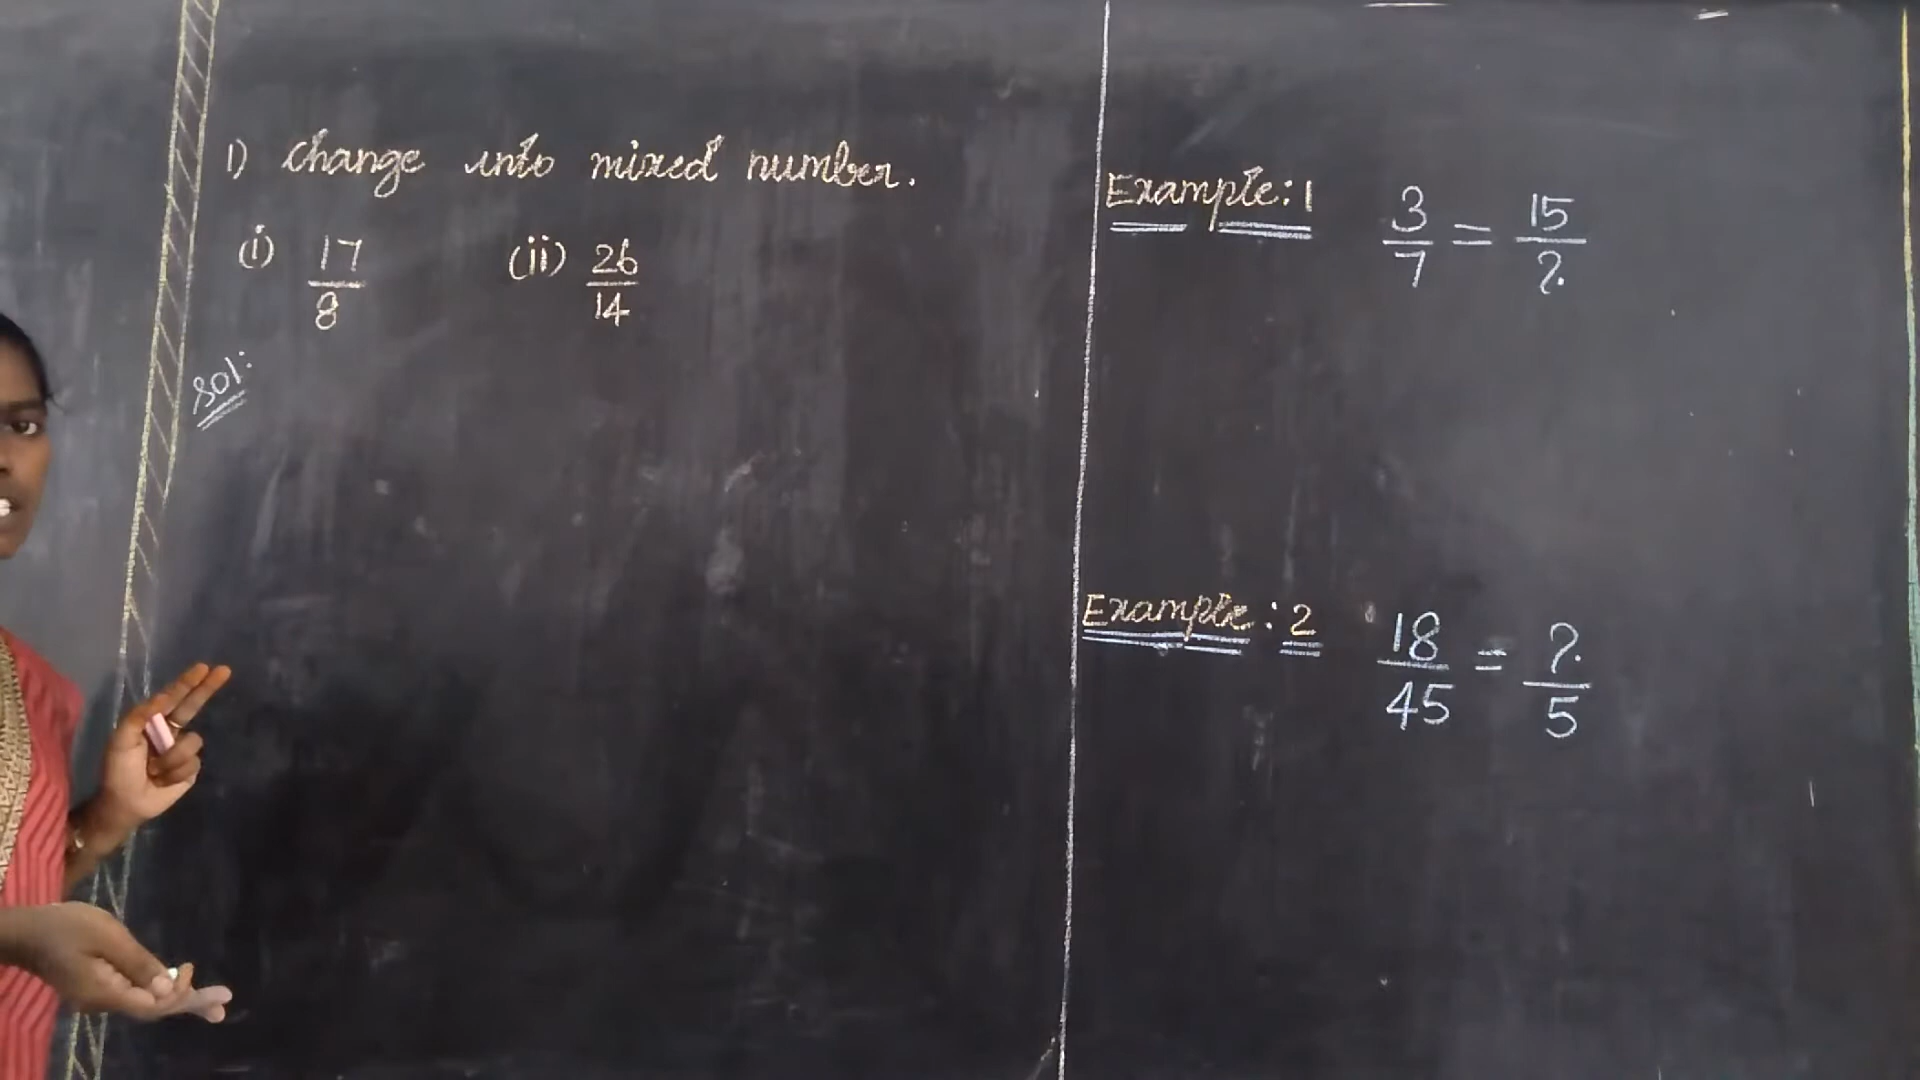 1) change into mixed number.
(i) 17/8 (ii) 26/14
Sol:
Example:1 3/7 = 15/?
Example:2 18/45 = ?/5